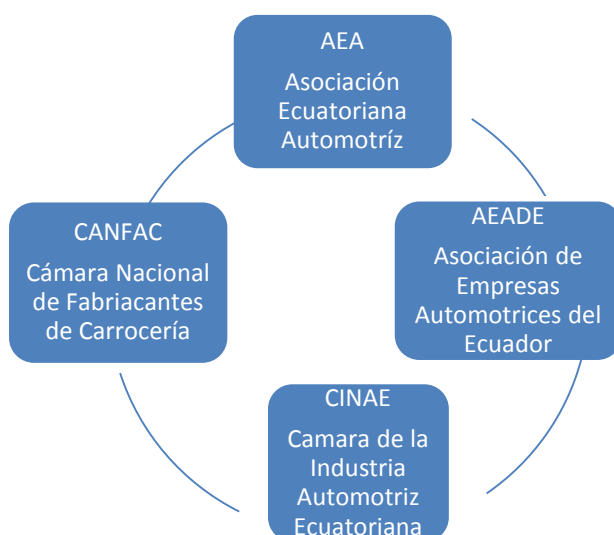 AEA
Asociación
Ecuatoriana
Automotríz
AEADE
Asociación de
Empresas
Automotrices del
Ecuador
CINAE
Camara de la
Industria
Automotriz
Ecuatoriana
CANFAC
Cámara Nacional
de Fabriacantes
de Carrocería